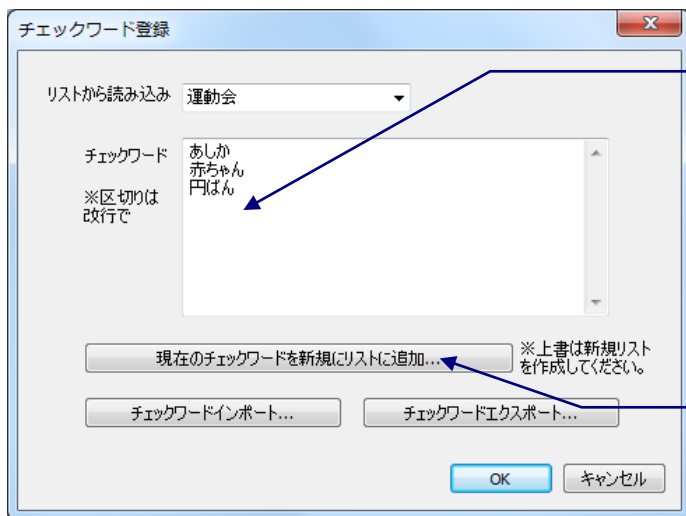 チェックワード登録
リストから読み込み 運動会
チェックワード
※区切りは
改行で
あしか
赤ちゃん
円ばん
現在のチェックワードを新規にリストに追加...
※上書は新規リスト
を作成してください。
チェックワードインポート...
チェックワードエクスポート...
OK
キャンセル